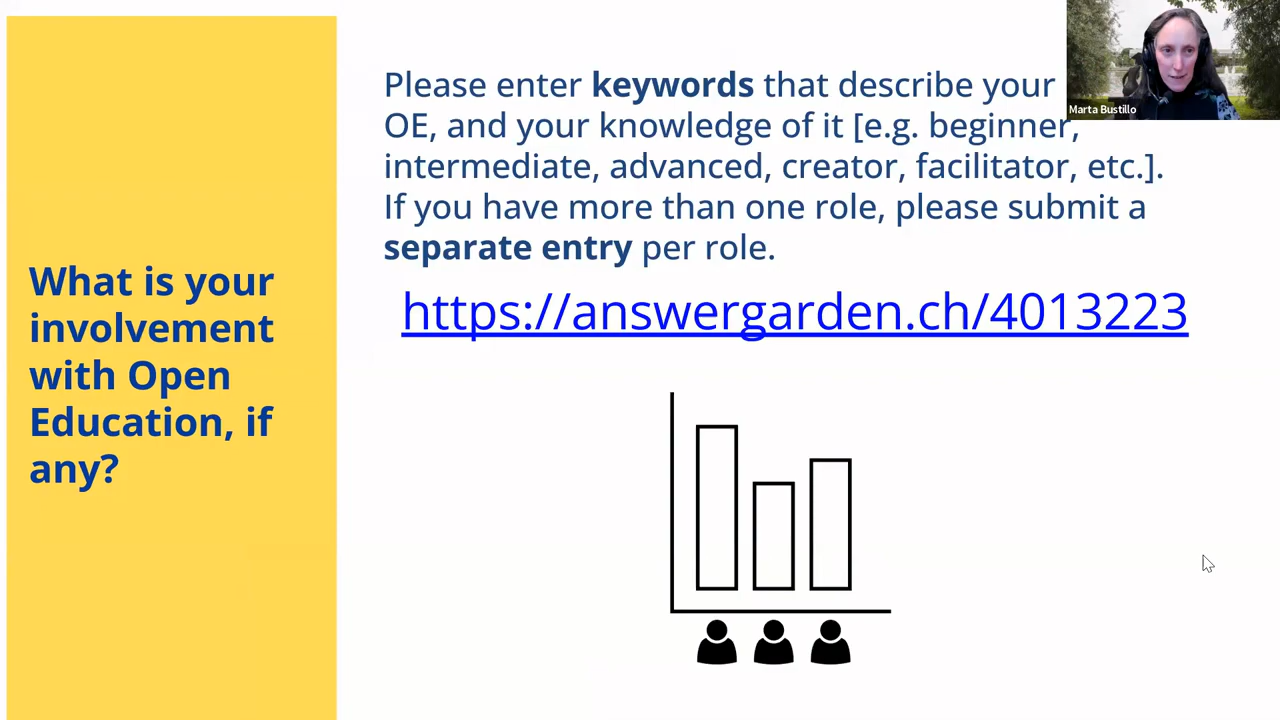 What is your
involvement
with Open
Education, if
any?
Please enter keywords that describe your
OE, and your knowledge of it [e.g. beginner,
intermediate, advanced, creator, facilitator, etc.].
If you have more than one role, please submit a
separate entry per role.
https://answergarden.ch/4013223
Marta Bustillo